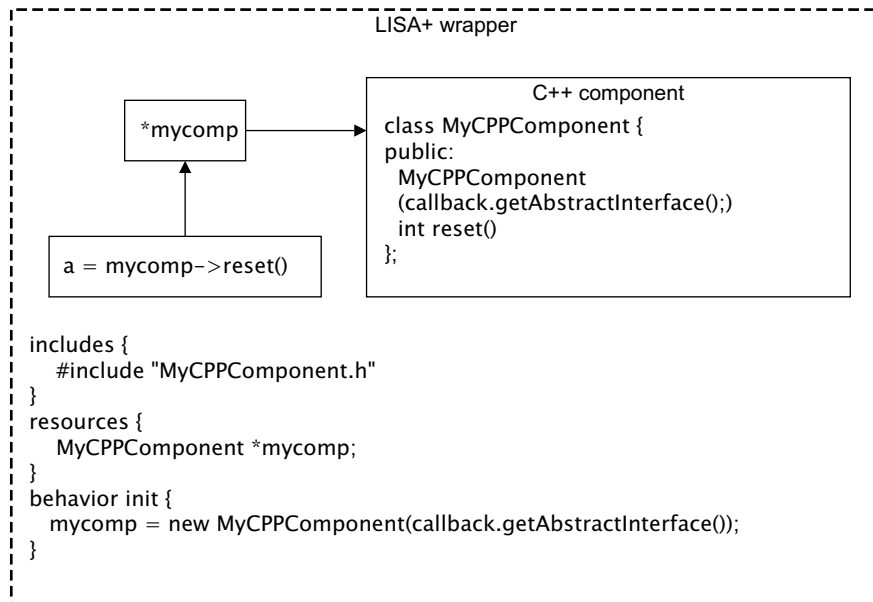 LISA+ wrapper
*mycomp
a = mycomp->reset()
C++ component
class MyCPPComponent {
public:
MyCPPComponent
(callback.getAbstractInterface();)
int reset()
};
includes {
#include "MyCPPComponent.h"
}
resources {
MyCPPComponent *mycomp;
}
behavior init {
mycomp = new MyCPPComponent(callback.getAbstractInterface());
}